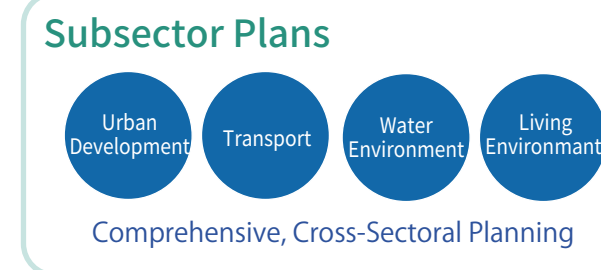 Subsector Plans
Urban
Development
Transport
Water
Environment
Living
Environmant
Comprehensive, Cross-Sectoral Planning